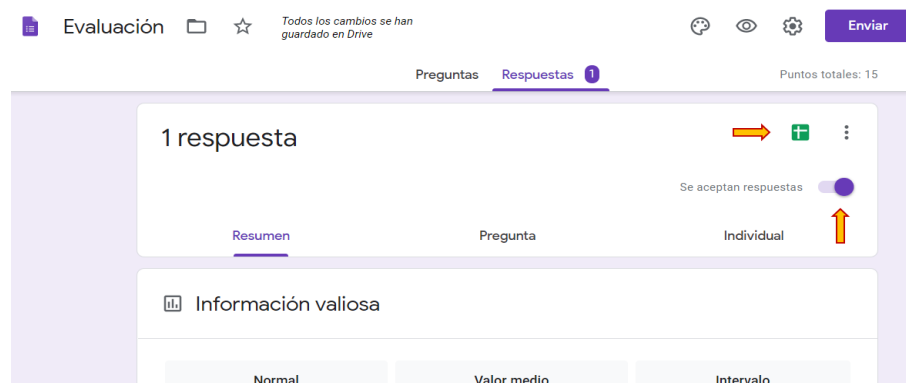 Evaluación
Todos los cambios se han
guardado en Drive
Enviar
Preguntas Respuestas 1
Puntos totales: 15
1 respuesta
Se aceptan respuestas
Resumen Pregunta Individual
Información valiosa
Normal Valor medio Intervalo